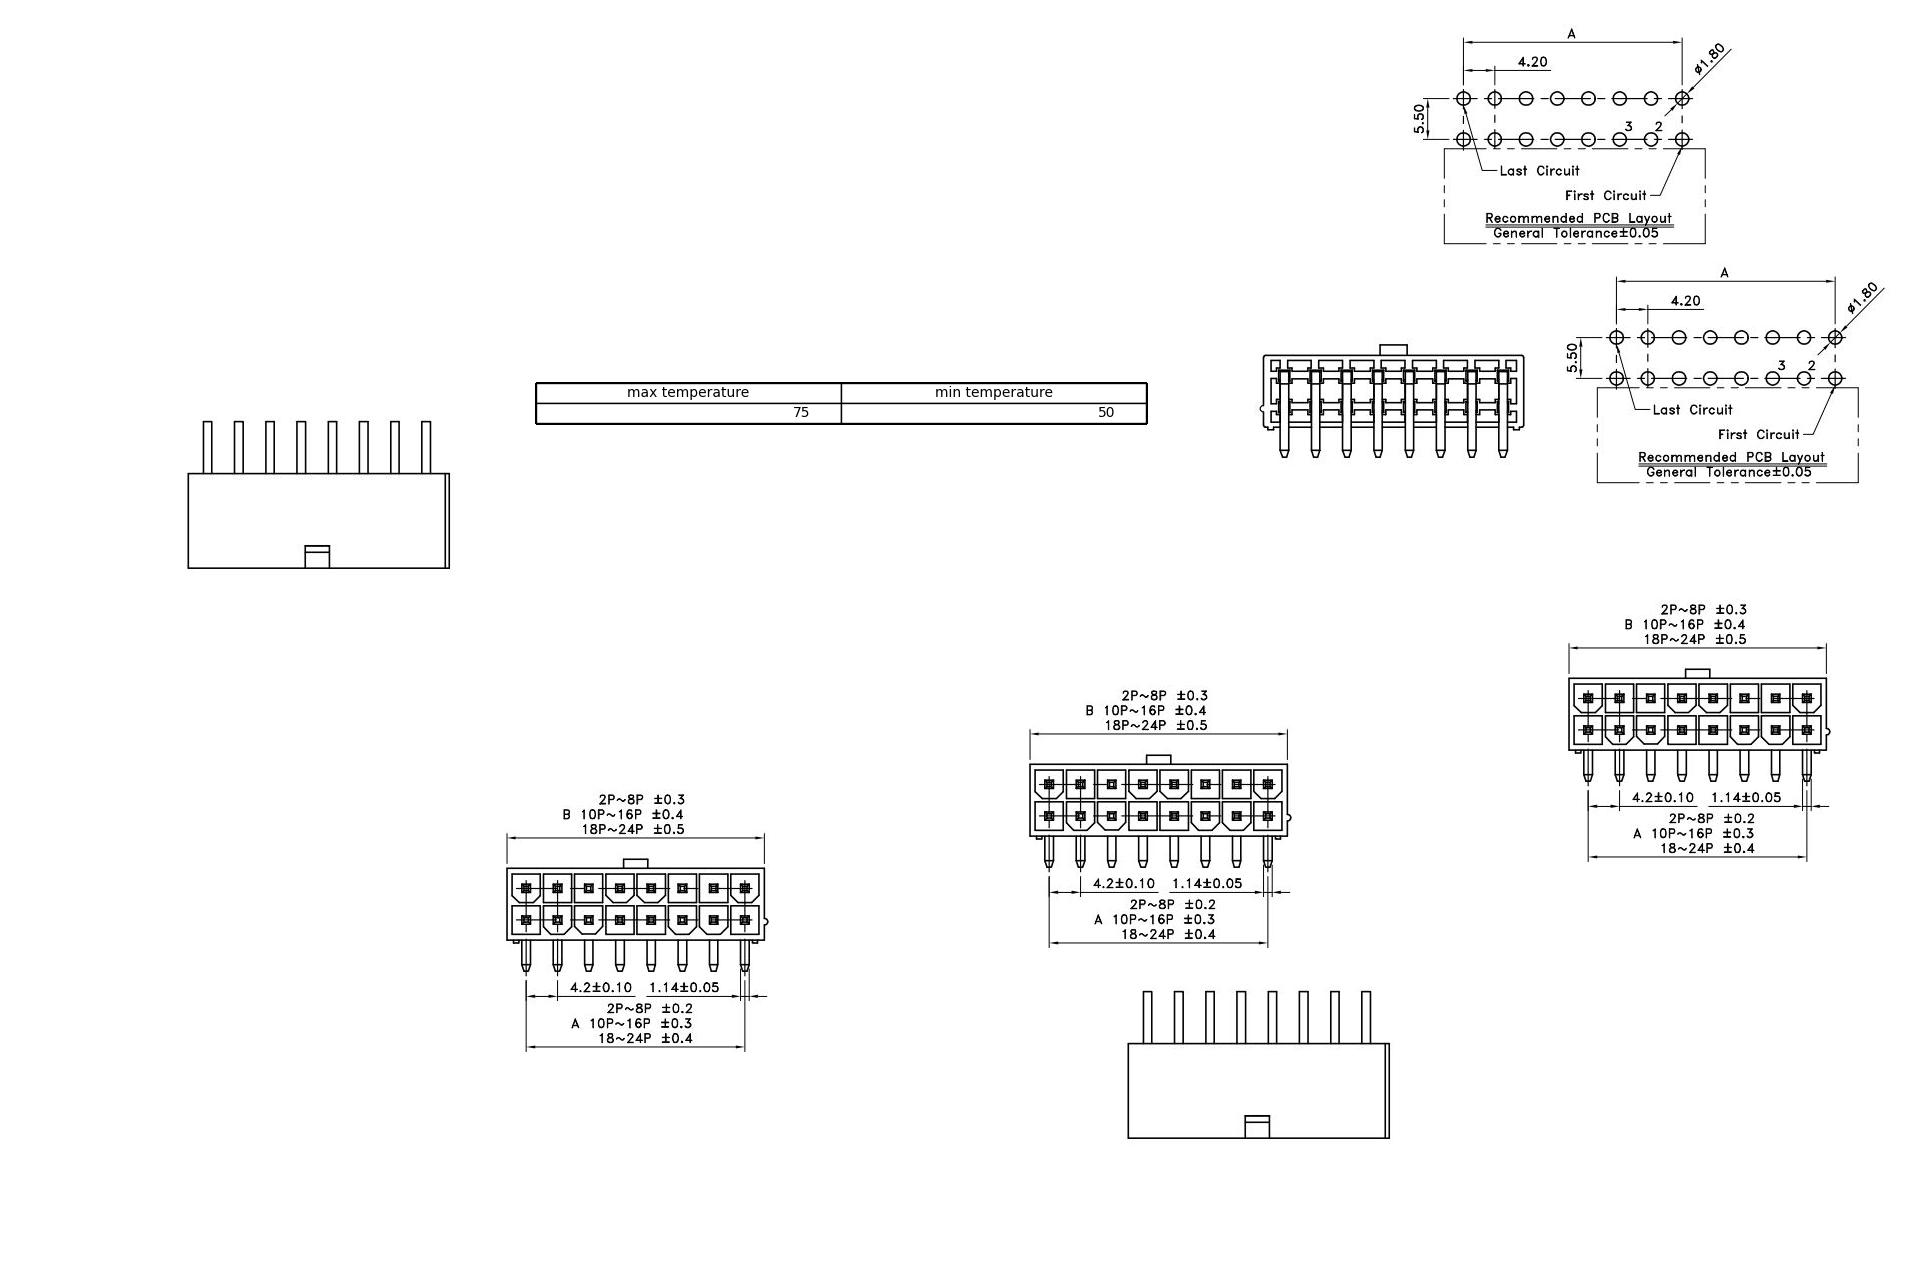 A
4.20
ø1.80
5.50
3 2
Last Circuit
First Circuit
Recommended PCB Layout
General Tolerance±0.05
A
4.20
ø1.80
5.50
3 2
Last Circuit
First Circuit
Recommended PCB Layout
General Tolerance±0.05
max temperature min temperature
75 50
2P~8P ±0.3
B 10P~16P ±0.4
18P~24P ±0.5
4.2±0.10 1.14±0.05
2P~8P ±0.2
A 10P~16P ±0.3
18~24P ±0.4
2P~8P ±0.3
B 10P~16P ±0.4
18P~24P ±0.5
4.2±0.10 1.14±0.05
2P~8P ±0.2
A 10P~16P ±0.3
18~24P ±0.4
2P~8P ±0.3
B 10P~16P ±0.4
18P~24P ±0.5
4.2±0.10 1.14±0.05
2P~8P ±0.2
A 10P~16P ±0.3
18~24P ±0.4